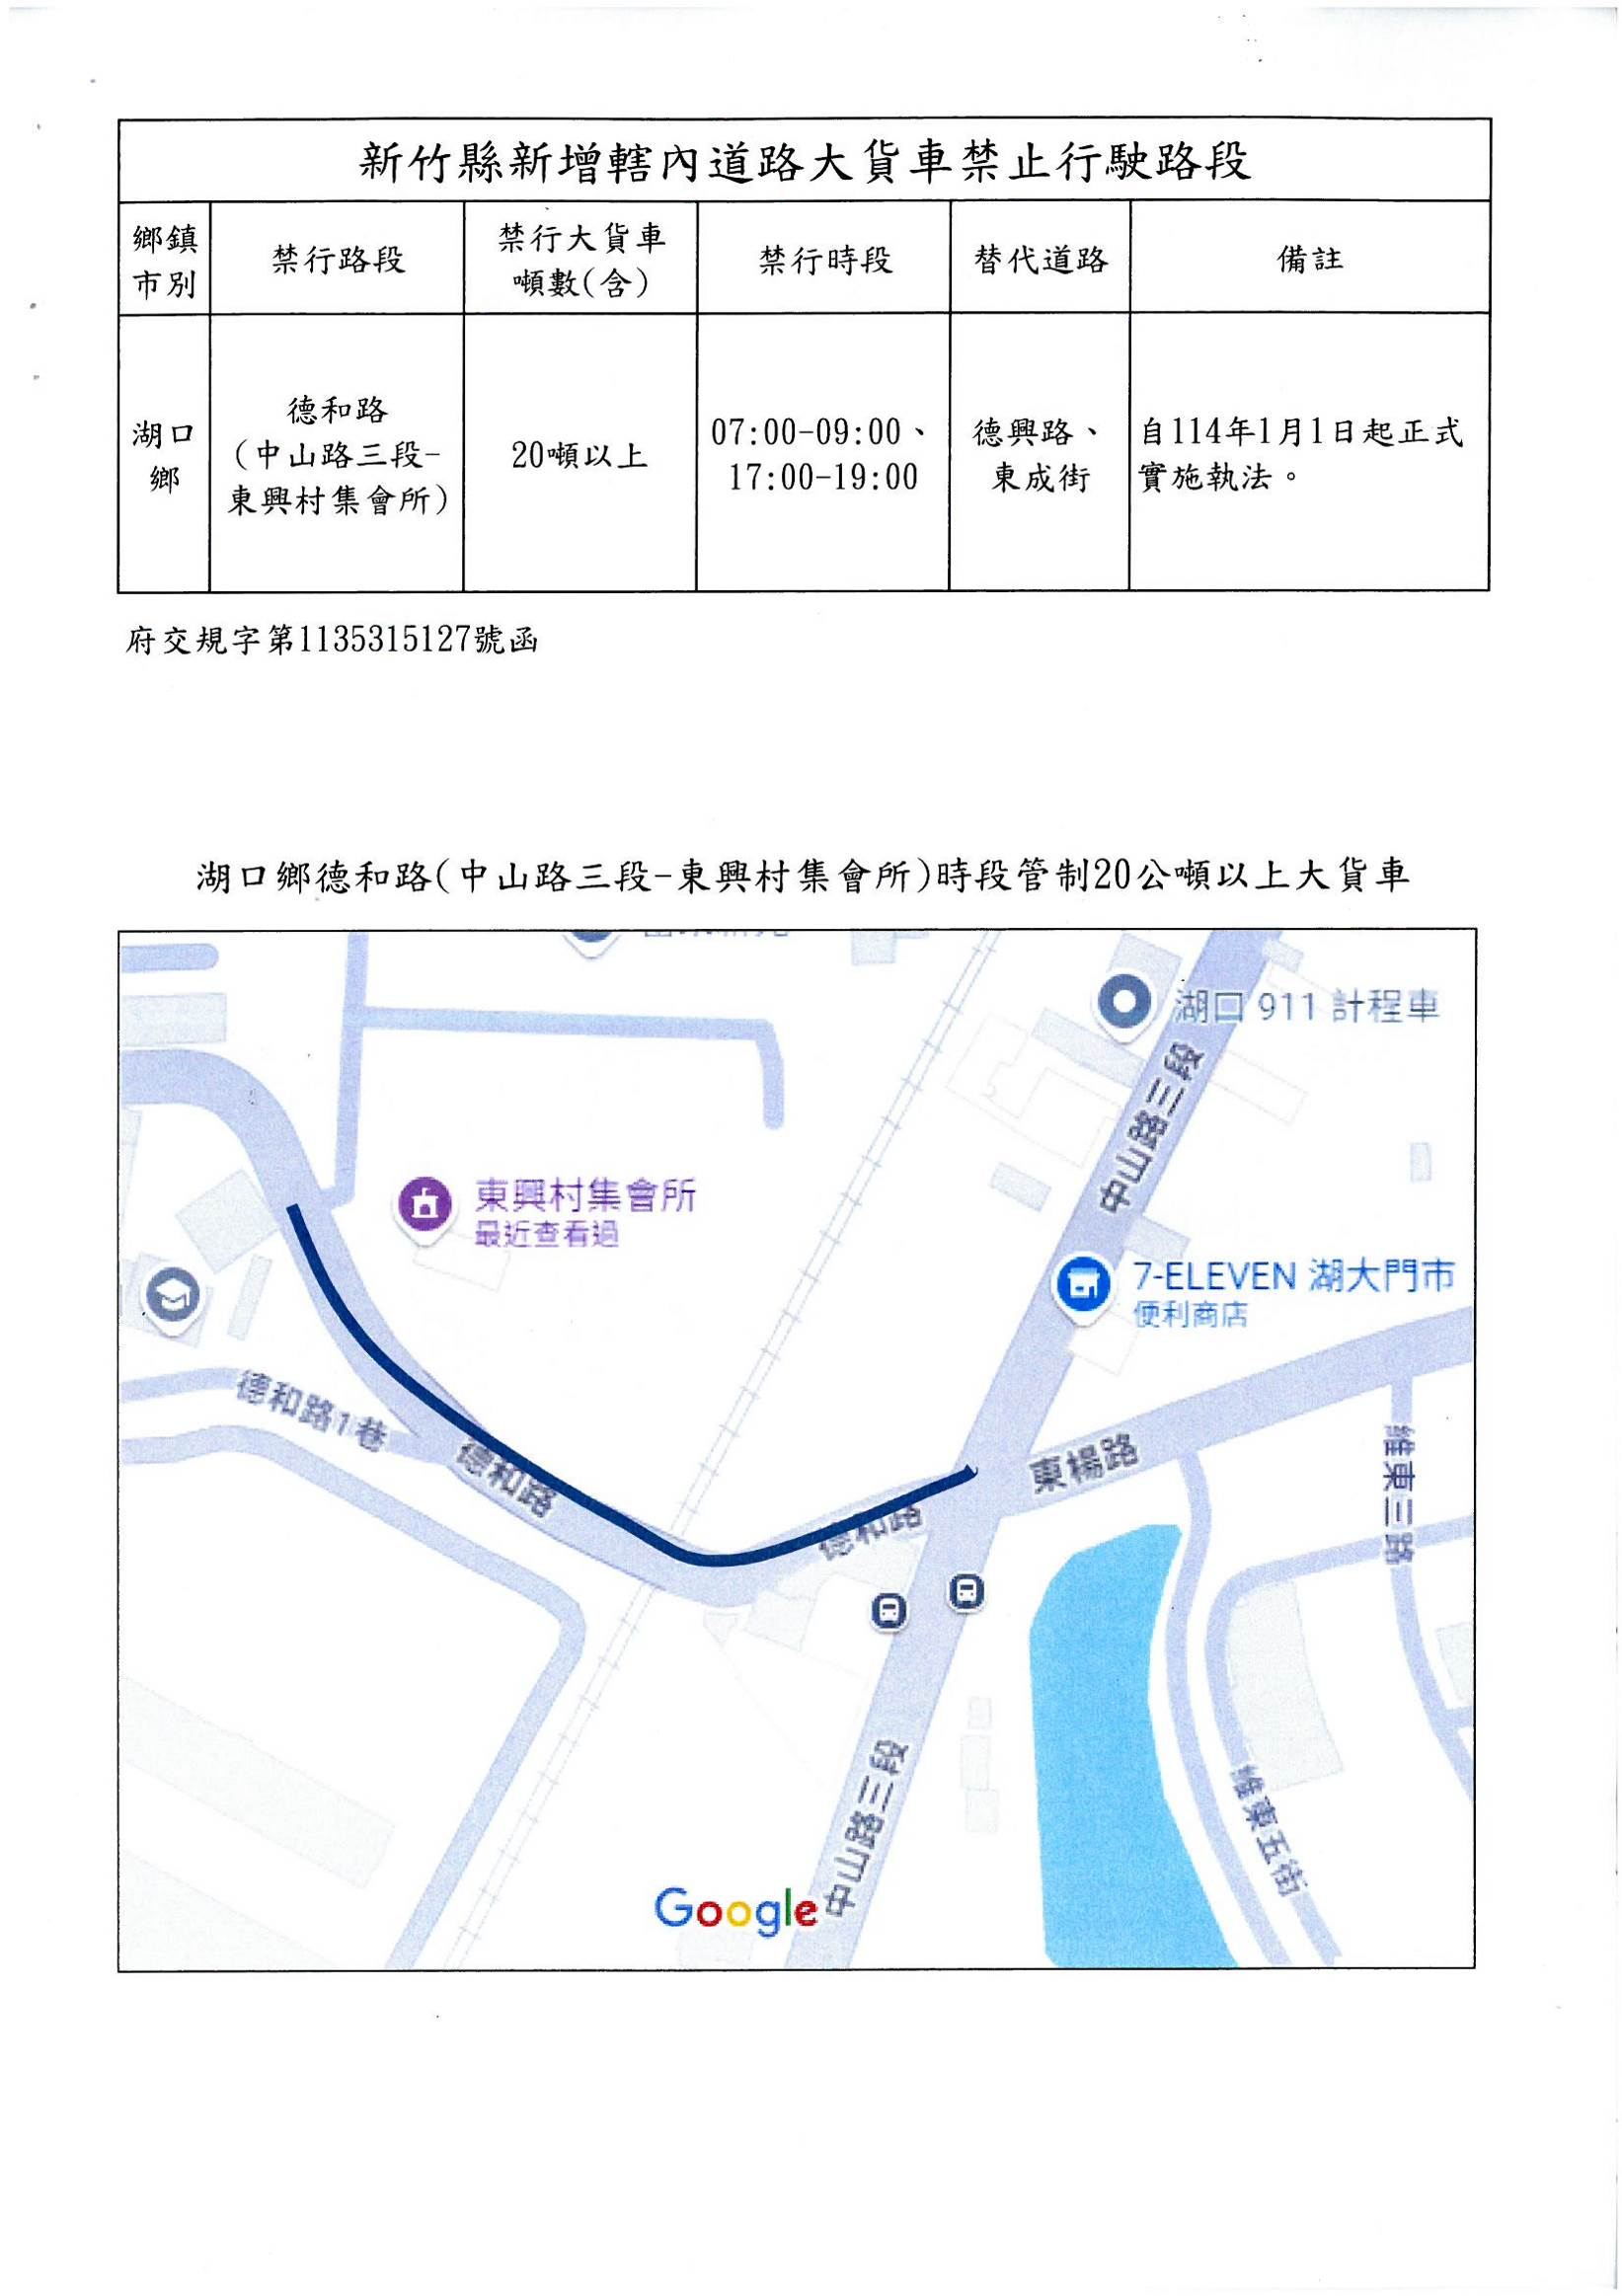 新竹縣新增轄內道路大貨車禁止行駛路段
鄉鎮
市別
禁行路段
禁行大貨車
噸數(含)
禁行時段
替代道路
備註
湖口
鄉
德和路
(中山路三段-
東興村集會所)
20噸以上
07:00-09:00、
17:00-19:00
德興路、
東成街
自114年1月1日起正式
實施執法。
府交規字第1135315127號函
湖口鄉德和路(中山路三段-東興村集會所)時段管制20公噸以上大貨車
湖口 911 計程車
中山路三段
東興村集會所
最近查看過
7-ELEVEN 湖大門市
便利商店
德和路1巷
德和路
德和路
東楊路
維東三路
中山路三段
維東五街
Google